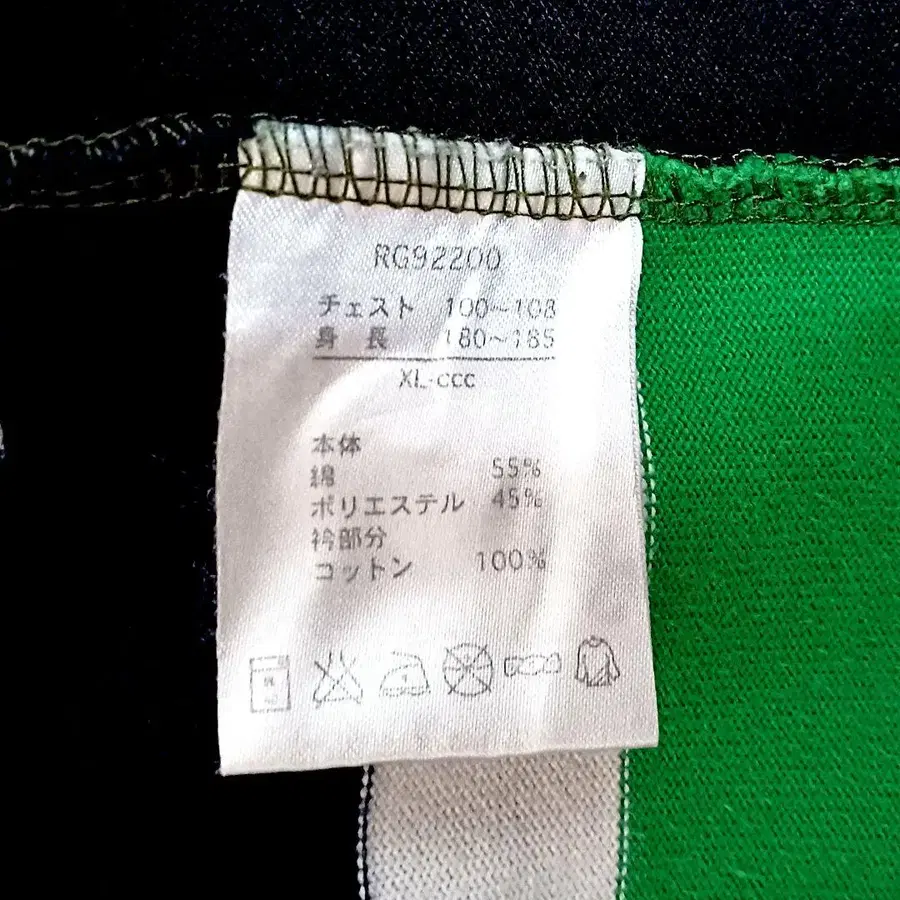 RG92200
チェスト 100～108
身 長 180～185
XL-ccc
本体
綿 55%
ポリエステル 45%
衿部分
コットン 100%